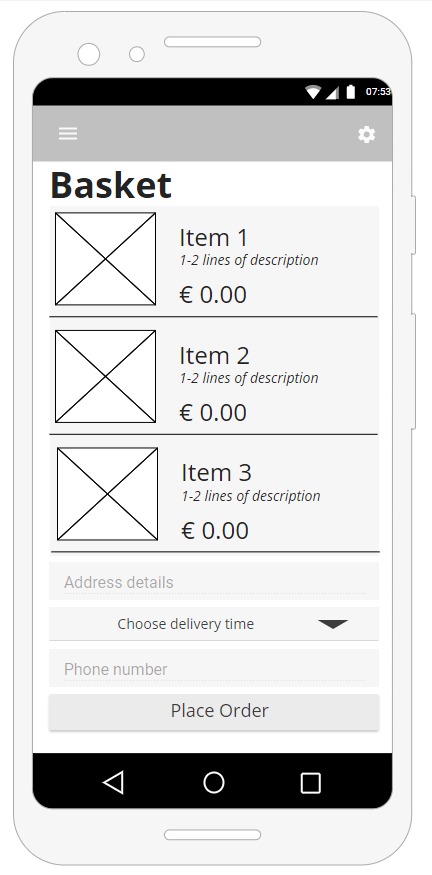 07:53
Basket
Item 1
1-2 lines of description
€ 0.00
Item 2
1-2 lines of description
€ 0.00
Item 3
1-2 lines of description
€ 0.00
Address details
Choose delivery time
Phone number
Place Order